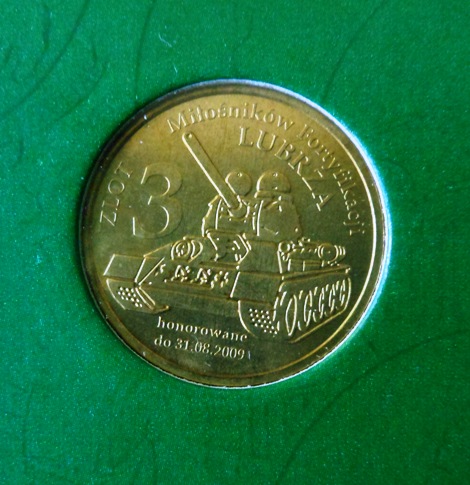 3 ZLOT
Miłośników Fortyfikacji
LUBRZA
honorowane
do 31.08.2009